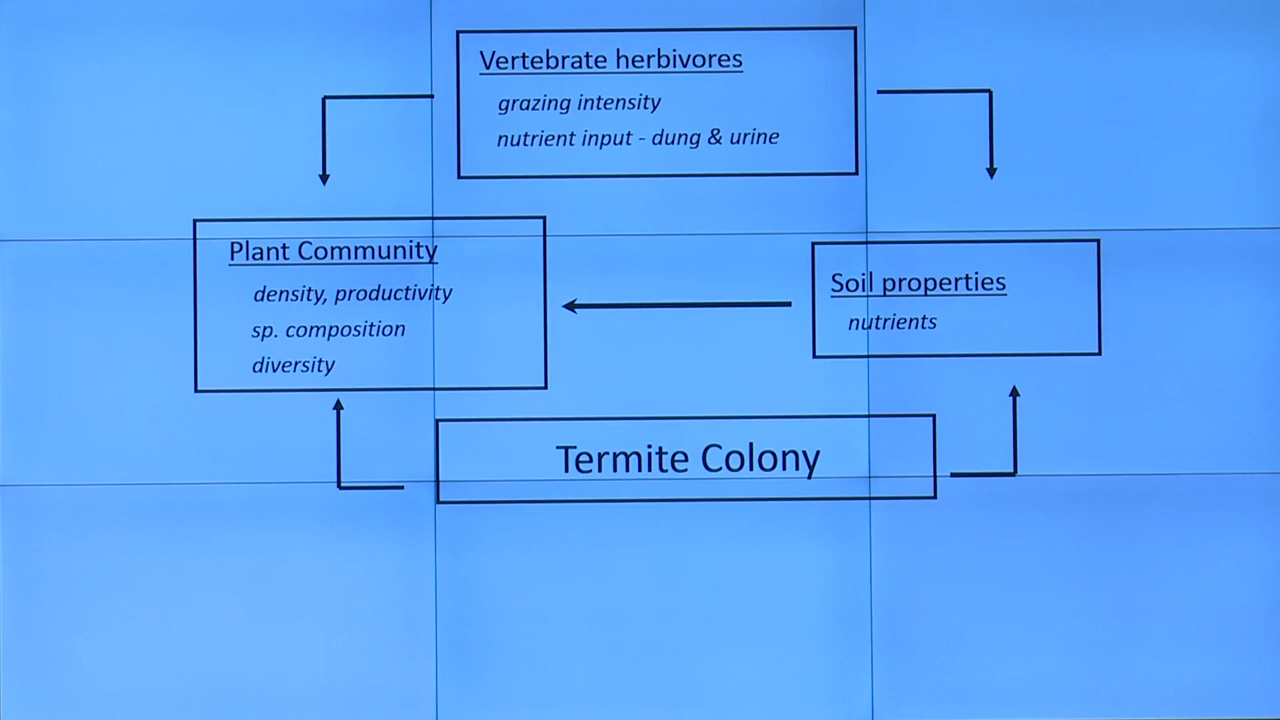 Vertebrate herbivores
grazing intensity
nutrient input - dung & urine
Plant Community
density, productivity
sp. composition
diversity
Soil properties
nutrients
Termite Colony